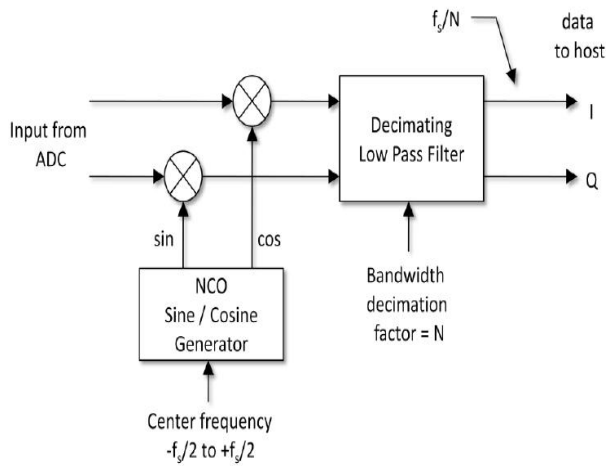 fs/N
data
to host
I
Input from
ADC
Decimating
Low Pass Filter
Q
sin
cos
NCO
Sine / Cosine
Generator
Bandwidth
decimation
factor = N
Center frequency
-fs/2 to +fs/2